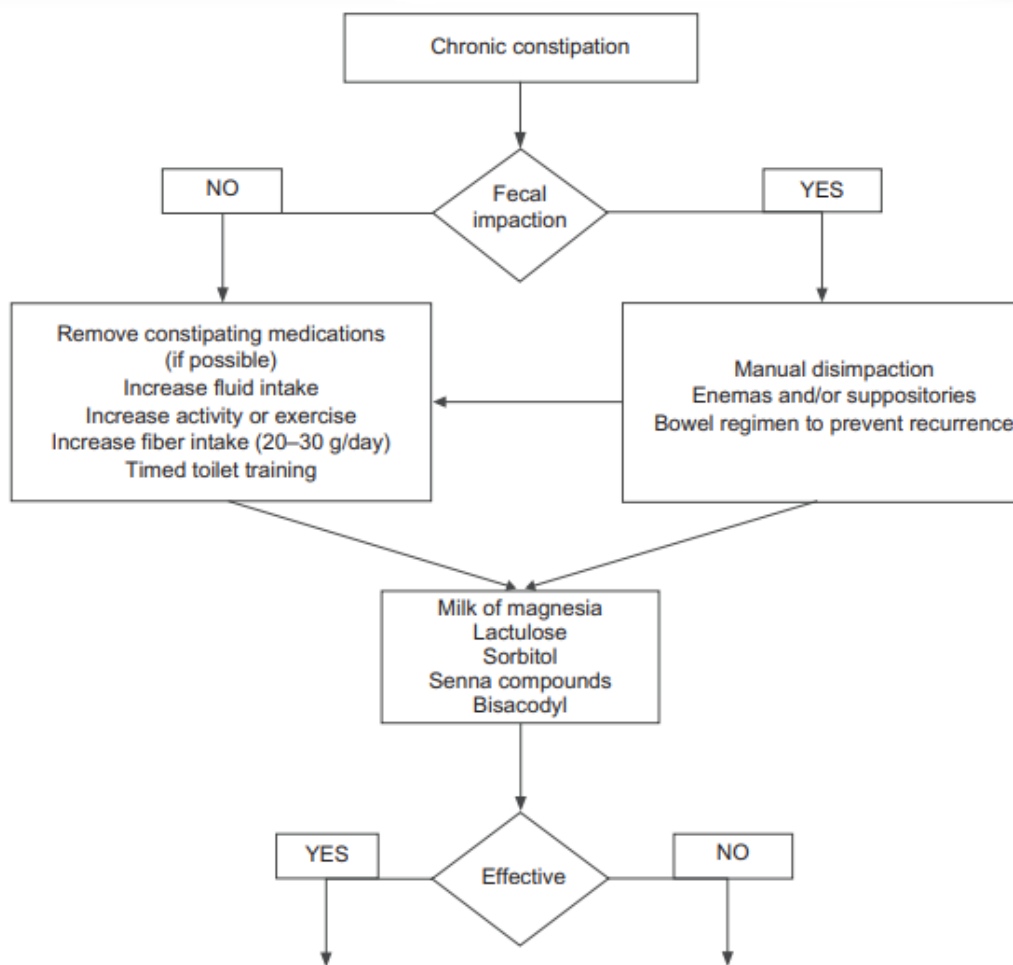 Chronic constipation
NO
Fecal
impaction
YES
Remove constipating medications
(if possible)
Increase fluid intake
Increase activity or exercise
Increase fiber intake (20–30 g/day)
Timed toilet training
Manual disimpaction
Enemas and/or suppositories
Bowel regimen to prevent recurrence
Milk of magnesia
Lactulose
Sorbitol
Senna compounds
Bisacodyl
YES
Effective
NO